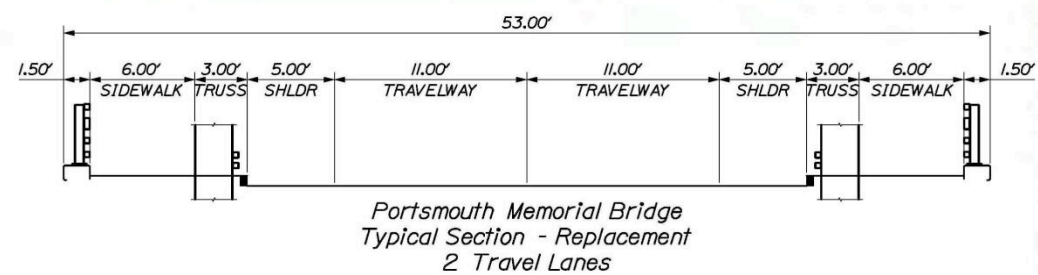 53.00'
1.50' 6.00' 3.00' 5.00' 11.00' 11.00' 5.00' 3.00' 6.00' 1.50'
SIDEWALK TRUSS SHLDR TRAVELWAY TRAVELWAY SHLDR TRUSS SIDEWALK
Portsmouth Memorial Bridge
Typical Section - Replacement
2 Travel Lanes